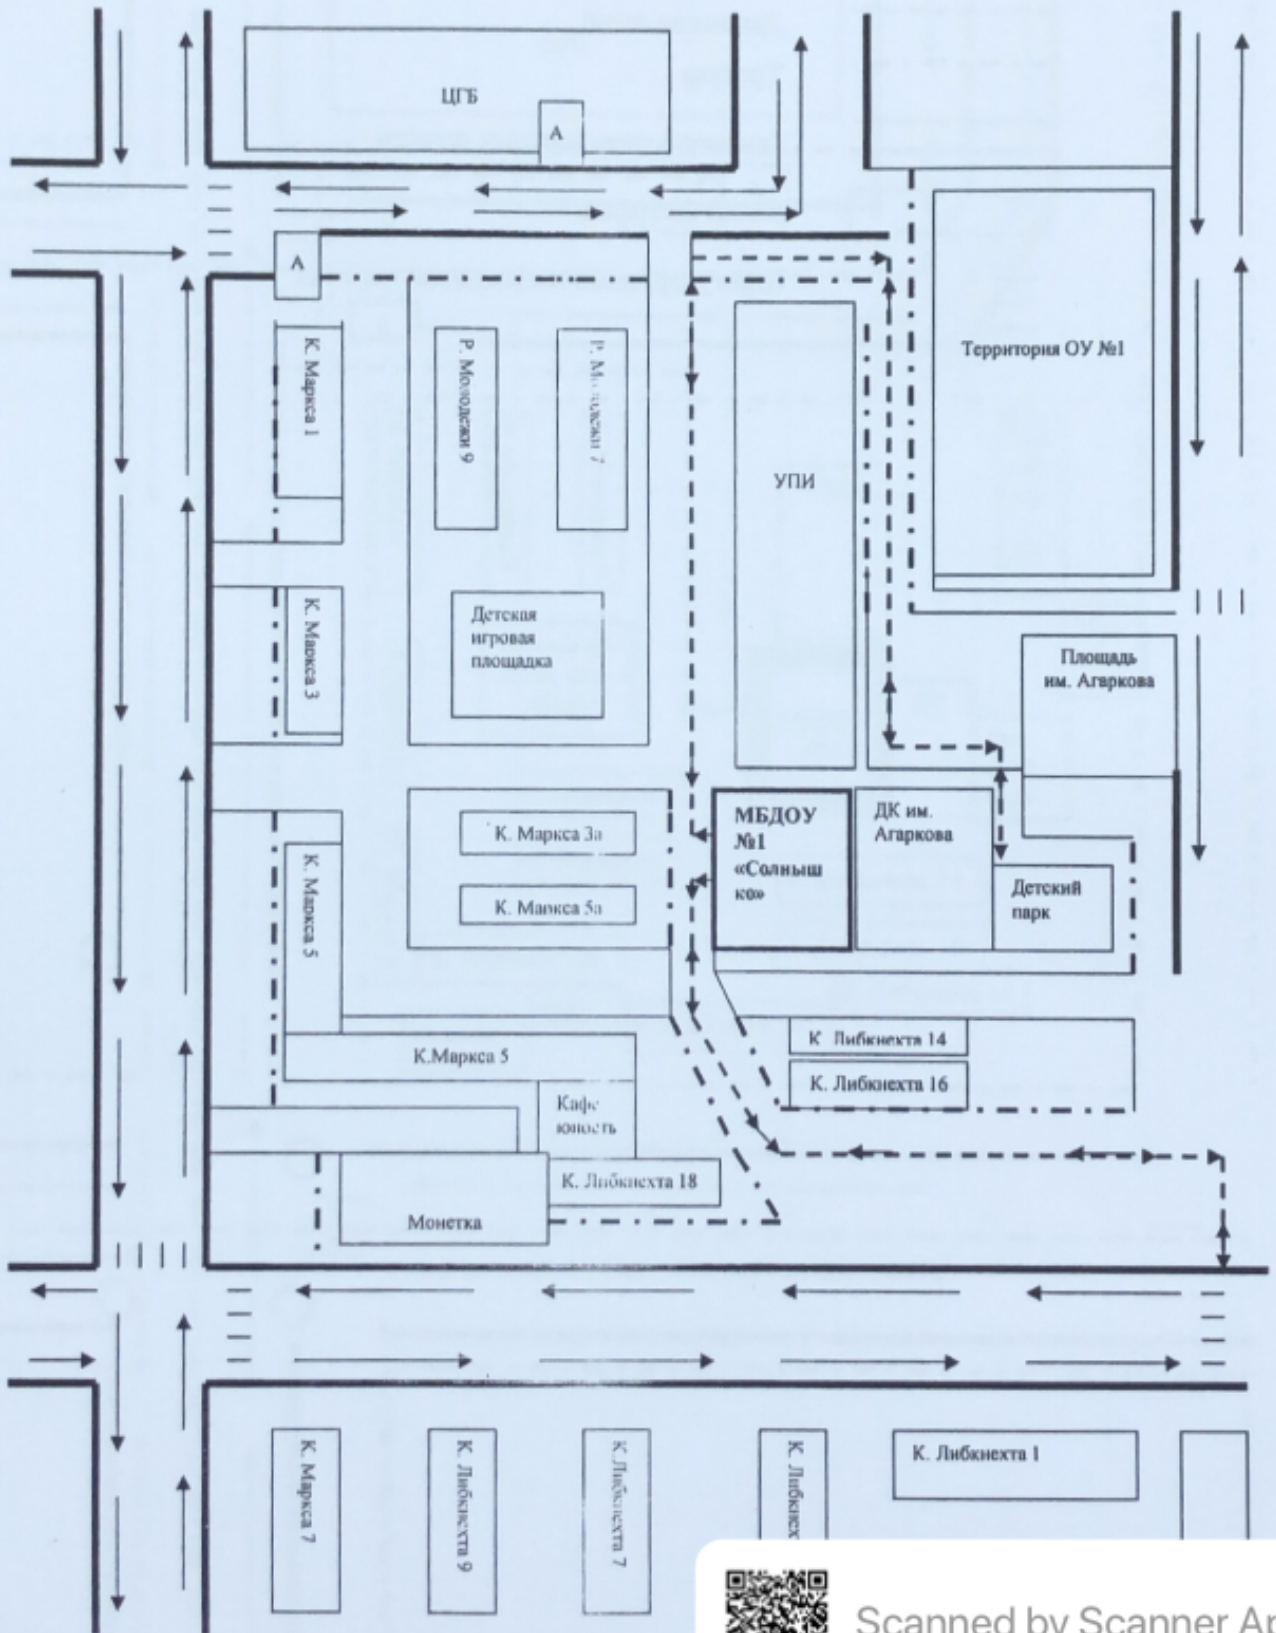 ЦГБ
А
А
К. Маркса 1
Р. Молодежи 9
Р. Молодежи 7
УПИ
Территория ОУ №1
К. Маркса 3
Детская
игровая
площадка
Площадь
им. Агаркова
К. Маркса 3а
К. Маркса 5а
К. Маркса 5
МБДОУ
№1
«Солныш
ко»
ДК им.
Агаркова
Детский
парк
К.Маркса 5
К Либкнехта 14
К. Либкнехта 16
Кафе
юность
К. Либкнехта 18
Монетка
К. Маркса 7
К. Либкнехта 9
К.Либкнехта 7
К. Либкнех
К. Либкнехта 1
Scanned by Scanner Ap